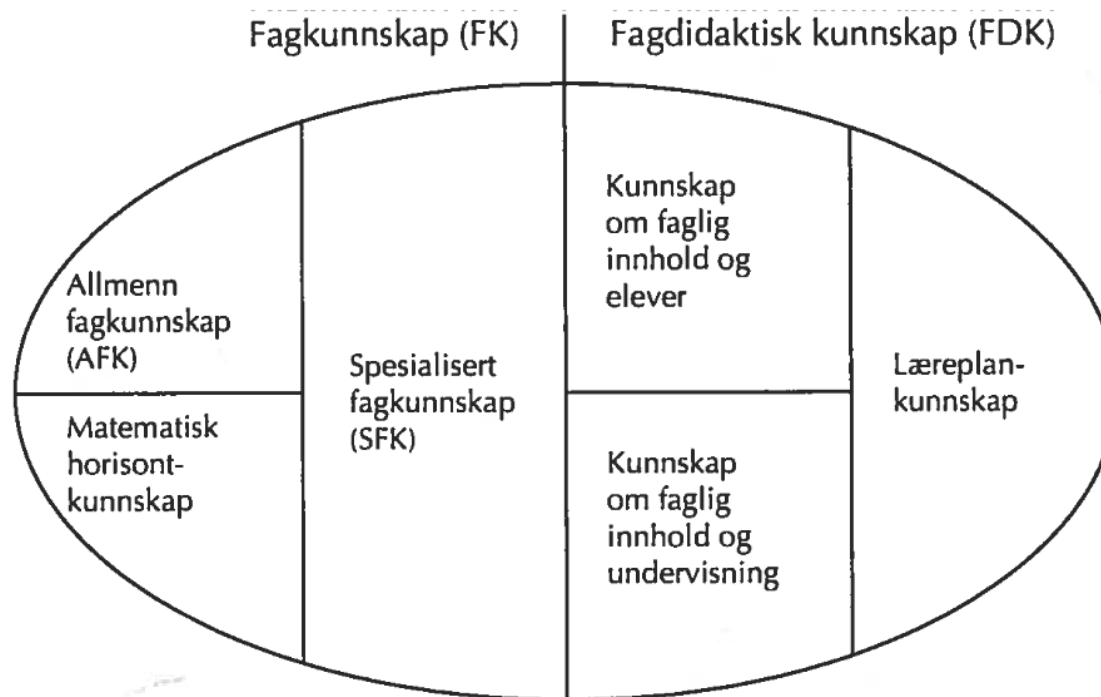 Fagkunnskap (FK)
Fagdidaktisk kunnskap (FDK)
Allmenn
fagkunnskap
(AFK)
Matematisk
horisont-
kunnskap
Spesialisert
fagkunnskap
(SFK)
Kunnskap
om faglig
innhold og
elever
Kunnskap
om faglig
innhold og
undervisning
Læreplan-
kunnskap